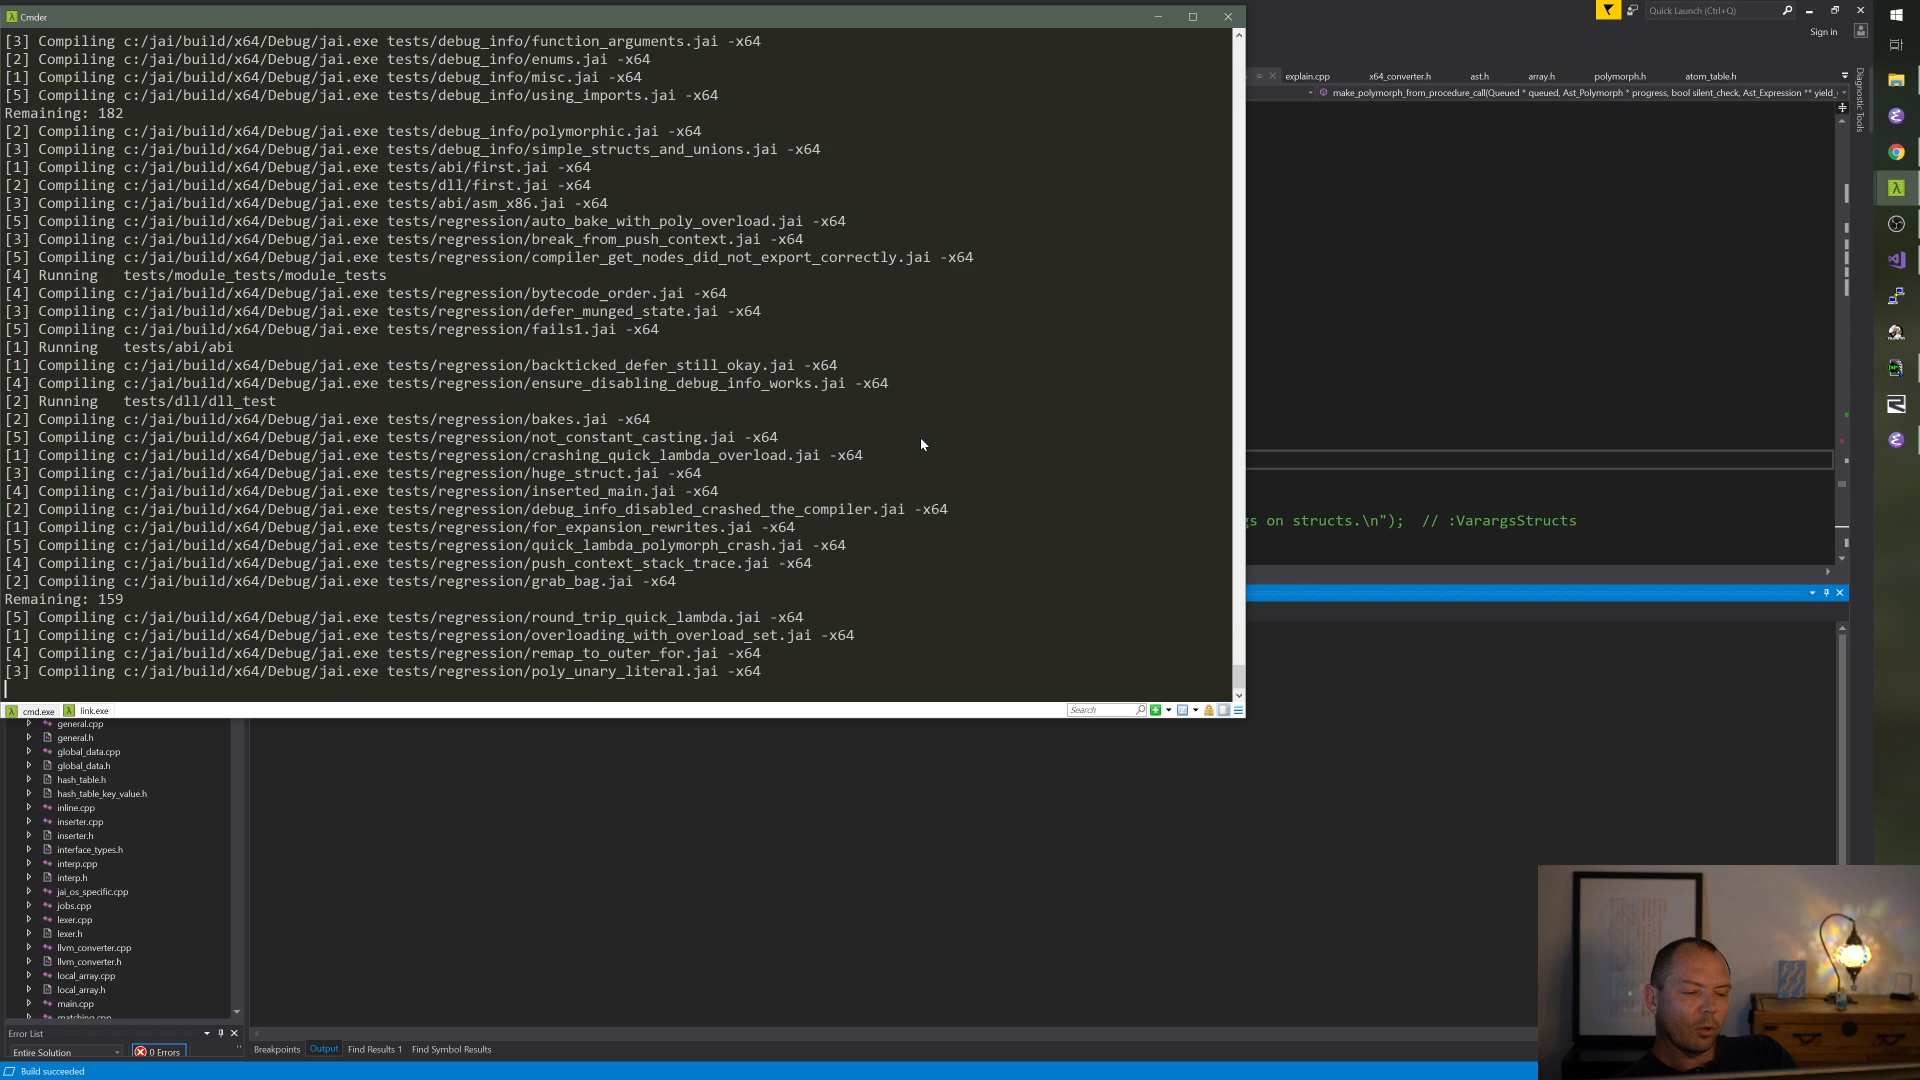 Cmder
[3] Compiling c:/jai/build/x64/Debug/jai.exe tests/debug_info/function_arguments.jai -x64
[2] Compiling c:/jai/build/x64/Debug/jai.exe tests/debug_info/enums.jai -x64
[1] Compiling c:/jai/build/x64/Debug/jai.exe tests/debug_info/misc.jai -x64
[5] Compiling c:/jai/build/x64/Debug/jai.exe tests/debug_info/using_imports.jai -x64
Remaining: 182
[2] Compiling c:/jai/build/x64/Debug/jai.exe tests/debug_info/polymorphic.jai -x64
[3] Compiling c:/jai/build/x64/Debug/jai.exe tests/debug_info/simple_structs_and_unions.jai -x64
[1] Compiling c:/jai/build/x64/Debug/jai.exe tests/abi/first.jai -x64
[2] Compiling c:/jai/build/x64/Debug/jai.exe tests/dll/first.jai -x64
[3] Compiling c:/jai/build/x64/Debug/jai.exe tests/abi/asm_x86.jai -x64
[5] Compiling c:/jai/build/x64/Debug/jai.exe tests/regression/auto_bake_with_poly_overload.jai -x64
[3] Compiling c:/jai/build/x64/Debug/jai.exe tests/regression/break_from_push_context.jai -x64
[5] Compiling c:/jai/build/x64/Debug/jai.exe tests/regression/compiler_get_nodes_did_not_export_correctly.jai -x64
[4] Running   tests/module_tests/module_tests
[4] Compiling c:/jai/build/x64/Debug/jai.exe tests/regression/bytecode_order.jai -x64
[3] Compiling c:/jai/build/x64/Debug/jai.exe tests/regression/defer_munged_state.jai -x64
[5] Compiling c:/jai/build/x64/Debug/jai.exe tests/regression/fails1.jai -x64
[1] Running   tests/abi/abi
[1] Compiling c:/jai/build/x64/Debug/jai.exe tests/regression/backticked_defer_still_okay.jai -x64
[4] Compiling c:/jai/build/x64/Debug/jai.exe tests/regression/ensure_disabling_debug_info_works.jai -x64
[2] Running   tests/dll/dll_test
[2] Compiling c:/jai/build/x64/Debug/jai.exe tests/regression/bakes.jai -x64
[5] Compiling c:/jai/build/x64/Debug/jai.exe tests/regression/not_constant_casting.jai -x64
[1] Compiling c:/jai/build/x64/Debug/jai.exe tests/regression/crashing_quick_lambda_overload.jai -x64
[3] Compiling c:/jai/build/x64/Debug/jai.exe tests/regression/huge_struct.jai -x64
[4] Compiling c:/jai/build/x64/Debug/jai.exe tests/regression/inserted_main.jai -x64
[2] Compiling c:/jai/build/x64/Debug/jai.exe tests/regression/debug_info_disabled_crashed_the_compiler.jai -x64
[1] Compiling c:/jai/build/x64/Debug/jai.exe tests/regression/for_expansion_rewrites.jai -x64
[5] Compiling c:/jai/build/x64/Debug/jai.exe tests/regression/quick_lambda_polymorph_crash.jai -x64
[4] Compiling c:/jai/build/x64/Debug/jai.exe tests/regression/push_context_stack_trace.jai -x64
[2] Compiling c:/jai/build/x64/Debug/jai.exe tests/regression/grab_bag.jai -x64
Remaining: 159
[5] Compiling c:/jai/build/x64/Debug/jai.exe tests/regression/round_trip_quick_lambda.jai -x64
[1] Compiling c:/jai/build/x64/Debug/jai.exe tests/regression/overloading_with_overload_set.jai -x64
[4] Compiling c:/jai/build/x64/Debug/jai.exe tests/regression/remap_to_outer_for.jai -x64
[3] Compiling c:/jai/build/x64/Debug/jai.exe tests/regression/poly_unary_literal.jai -x64
cmd.exe link.exe Search
Quick Launch (Ctrl+Q)
Sign in
explain.cpp x64_converter.h ast.h array.h polymorph.h atom_table.h
make_polymorph_from_procedure_call(Queued * queued, Ast_Polymorph * progress, bool silent_check, Ast_Expression ** yield_
Diagnostic Tools
gs on structs.\n");  // :VarargsStructs
general.cpp
general.h
global_data.cpp
global_data.h
hash_table.h
hash_table_key_value.h
inline.cpp
inserter.cpp
inserter.h
interface_types.h
interp.cpp
interp.h
jai_os_specific.cpp
jobs.cpp
lexer.cpp
lexer.h
llvm_converter.cpp
llvm_converter.h
local_array.cpp
local_array.h
main.cpp
matching.cpp
Error List
Entire Solution 0 Errors
Breakpoints Output Find Results 1 Find Symbol Results
Build succeeded